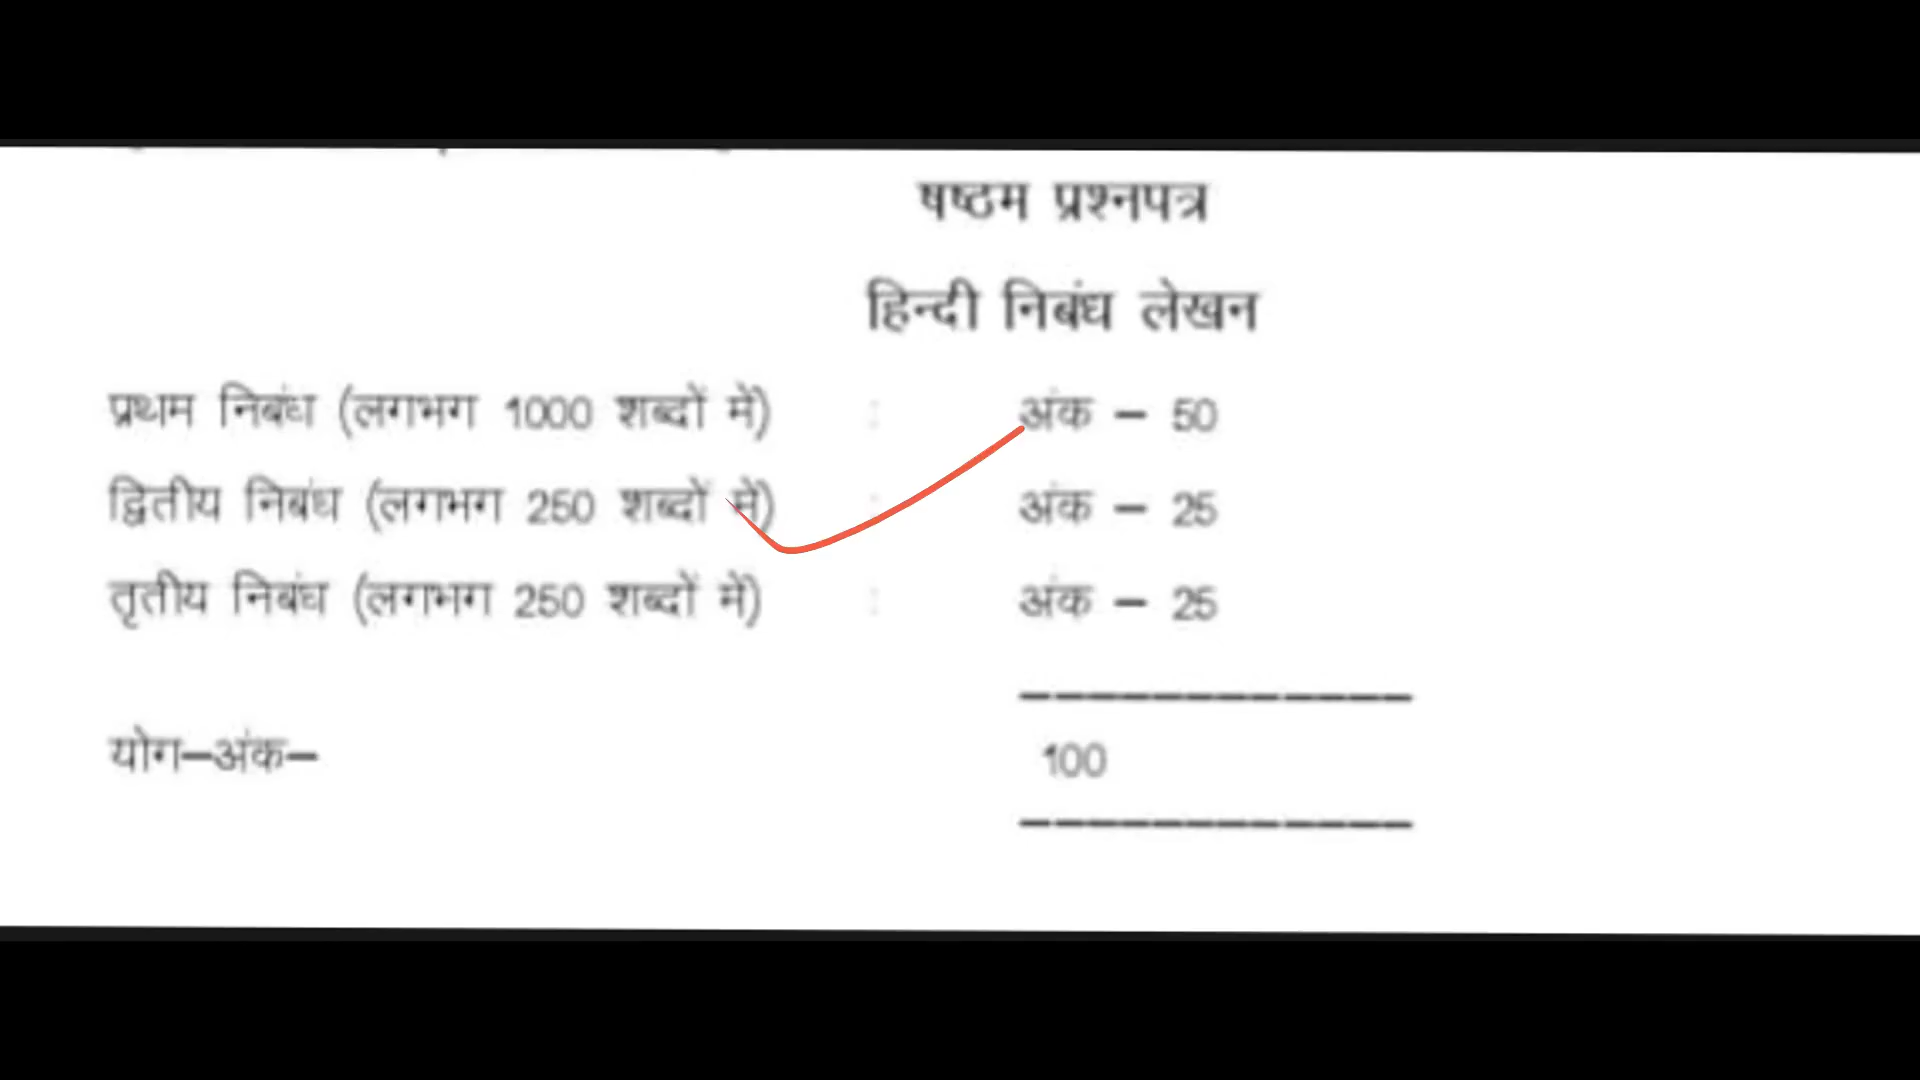 षष्ठम प्रश्नपत्र
हिन्दी निबंध लेखन
प्रथम निबंध (लगभग 1000 शब्दों में) : अंक – 50
द्वितीय निबंध (लगभग 250 शब्दों में) : अंक – 25
तृतीय निबंध (लगभग 250 शब्दों में) : अंक – 25
योग–अंक– 100